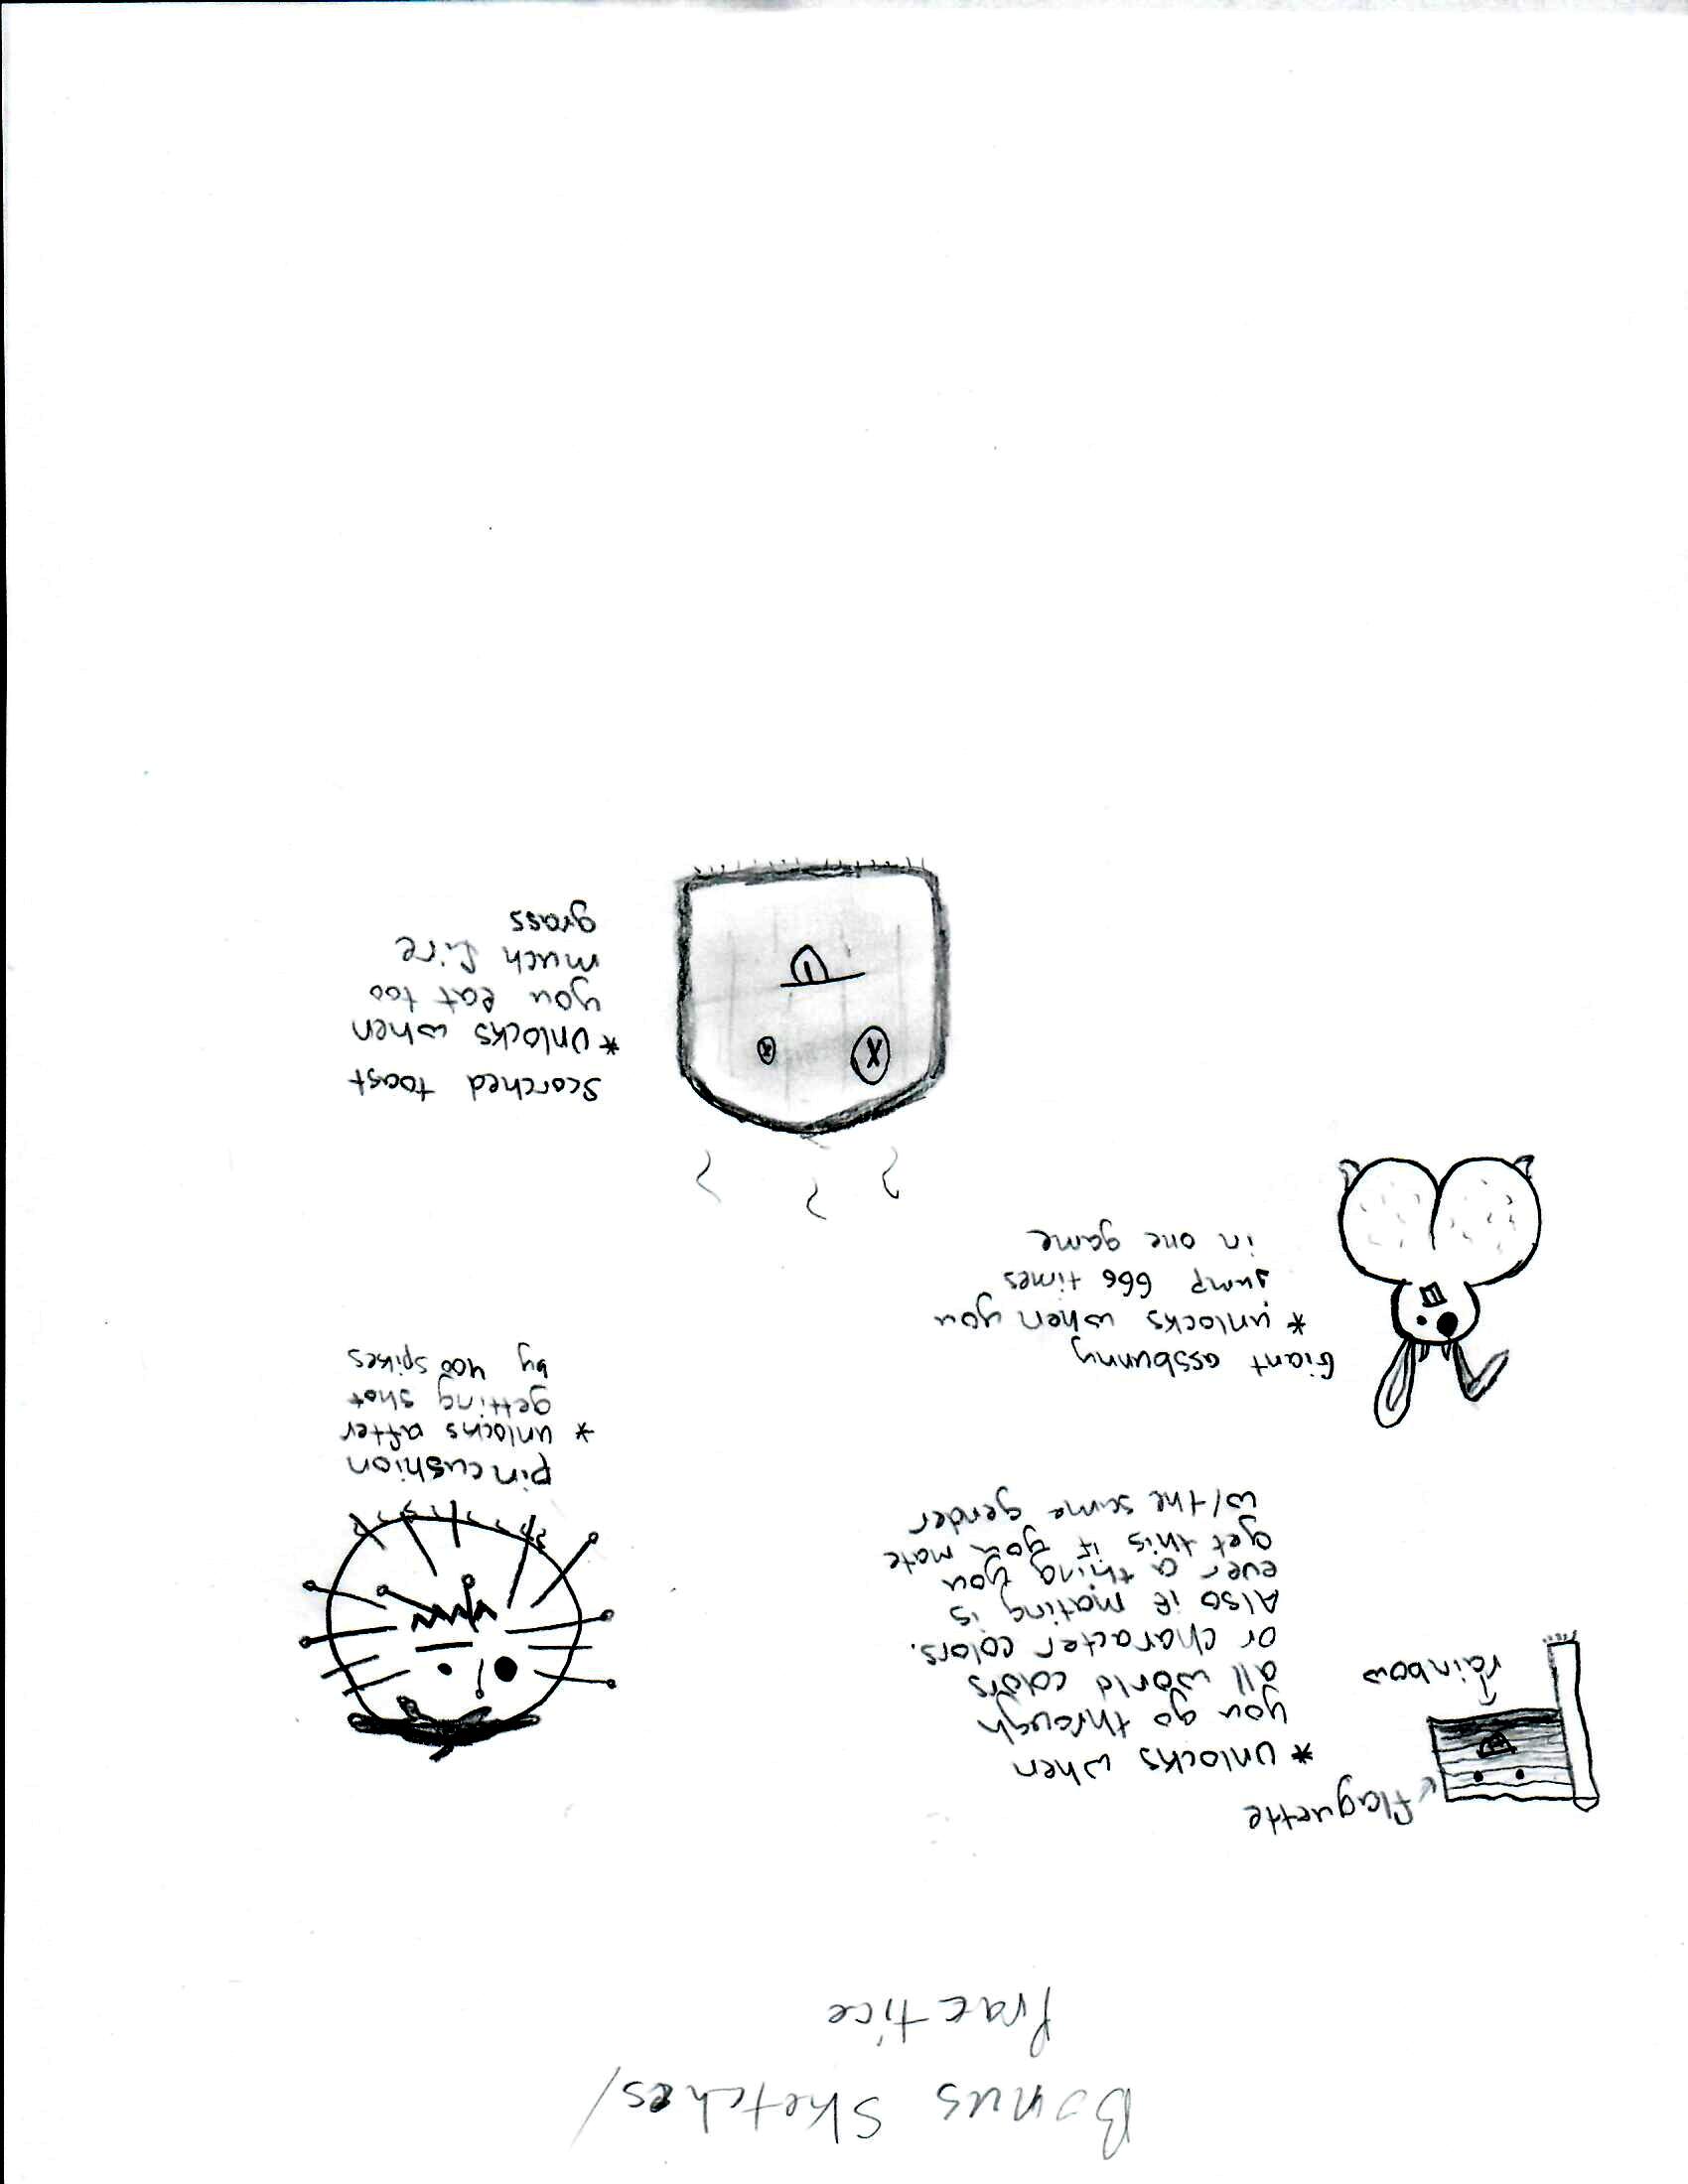 Bonus Sketches/
Practice
flaguette
rainbow
* Unlocks when
you go through
all world colors
or character colors.
Also if mating is
ever a thing you
get this if you mate
w/the same gender
Giant assbunny
* unlocks when you
jump 666 times
in one game
pincushion
* unlocks after
getting shot
by 400 spikes
Scorched toast
* Unlocks when
you eat too
much fire
grass